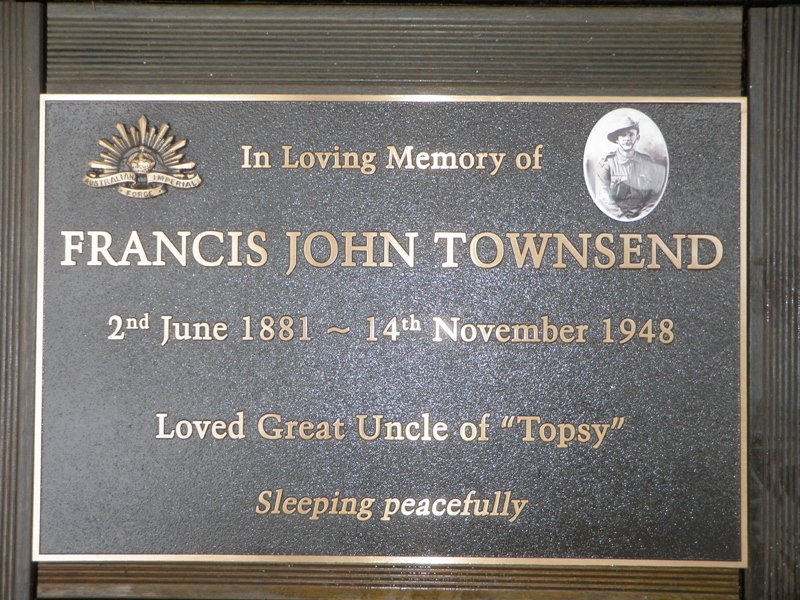 AUSTRALIAN IMPERIAL
FORCE
In Loving Memory of
FRANCIS JOHN TOWNSEND
2nd June 1881 ~ 14th November 1948
Loved Great Uncle of “Topsy”
Sleeping peacefully